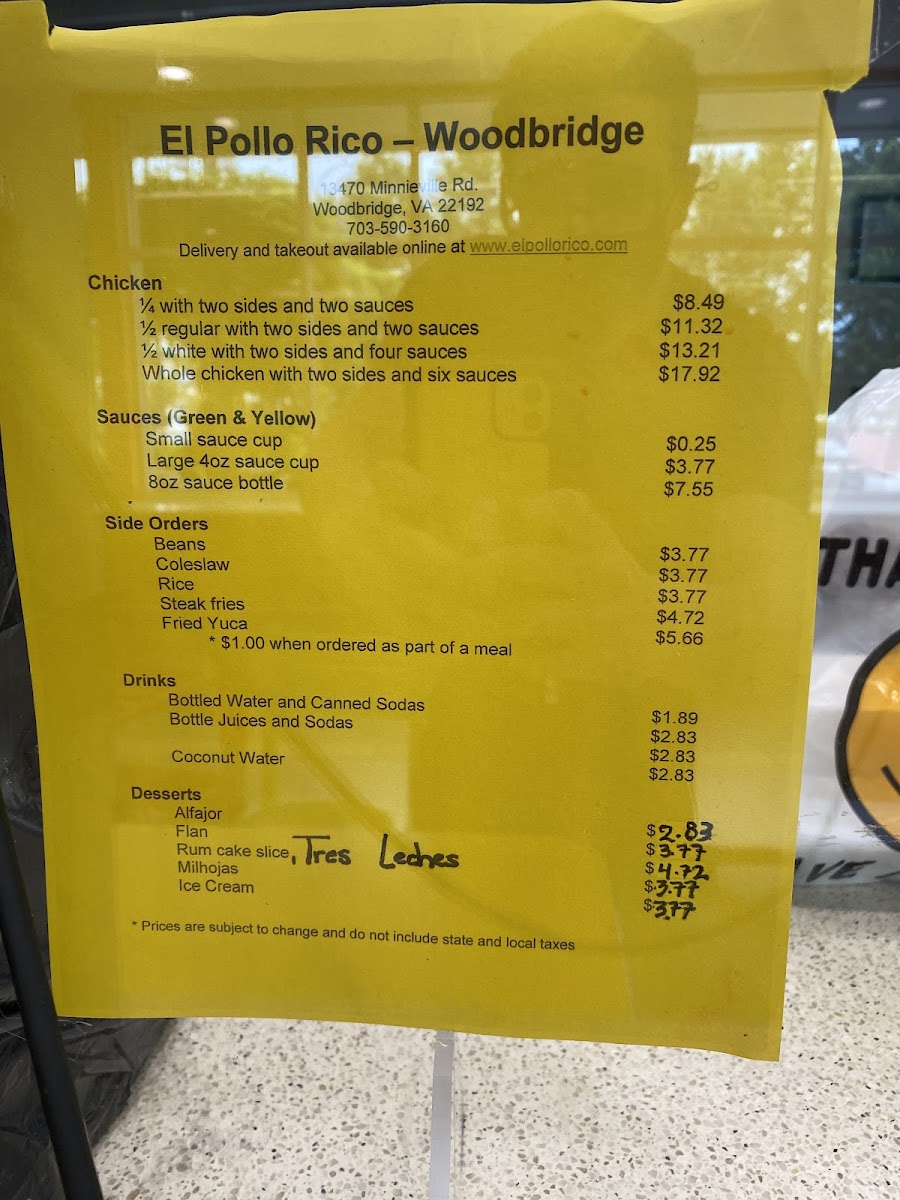 El Pollo Rico – Woodbridge
13470 Minnieville Rd.
Woodbridge, VA 22192
703-590-3160
Delivery and takeout available online at www.elpollorico.com
Chicken
¼ with two sides and two sauces $8.49
½ regular with two sides and two sauces $11.32
½ white with two sides and four sauces $13.21
Whole chicken with two sides and six sauces $17.92
Sauces (Green & Yellow)
Small sauce cup $0.25
Large 4oz sauce cup $3.77
8oz sauce bottle $7.55
Side Orders
Beans $3.77
Coleslaw $3.77
Rice $3.77
Steak fries $4.72
Fried Yuca $5.66
* $1.00 when ordered as part of a meal
Drinks
Bottled Water and Canned Sodas $1.89
Bottle Juices and Sodas $2.83
$2.83
Coconut Water $2.83
Desserts
Alfajor $2.83
Flan $3.77
Rum cake slice, Tres Leches $4.72
Milhojas $3.77
Ice Cream $3.77
* Prices are subject to change and do not include state and local taxes
THA
VE